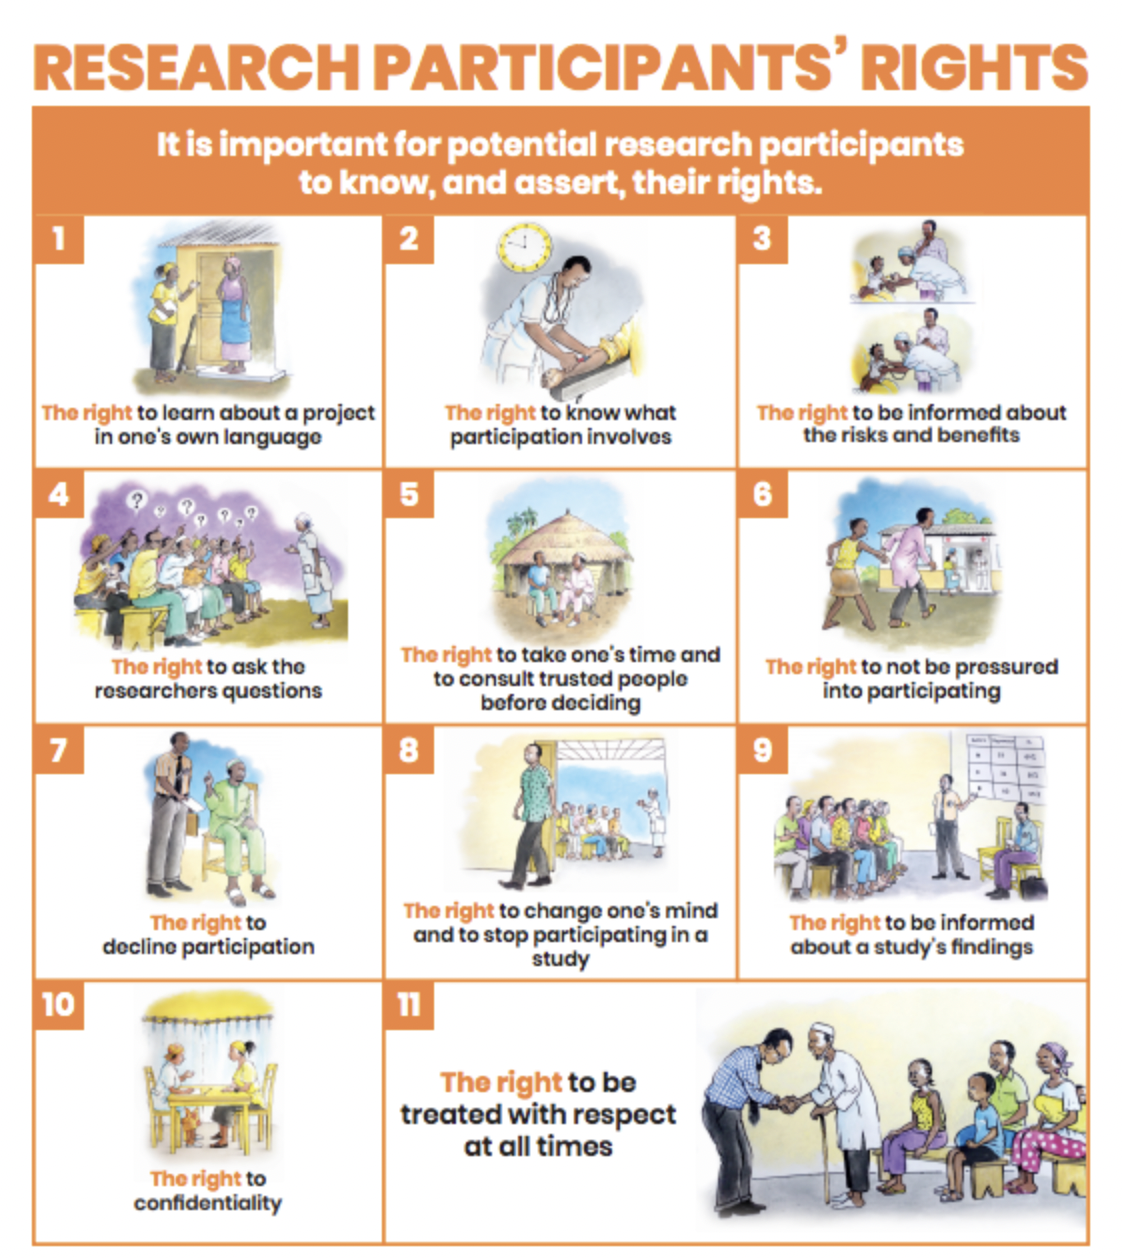 RESEARCH PARTICIPANTS’ RIGHTS
It is important for potential research participants
to know, and assert, their rights.
1
The right to learn about a project
in one's own language
2
The right to know what
participation involves
3
The right to be informed about
the risks and benefits
4
? ? ? ? ? ? ?
The right to ask the
researchers questions
5
The right to take one's time and
to consult trusted people
before deciding
6
The right to not be pressured
into participating
7
The right to
decline participation
8
The right to change one's mind
and to stop participating in a
study
9
The right to be informed
about a study's findings
10
The right to
confidentiality
11
The right to be
treated with respect
at all times